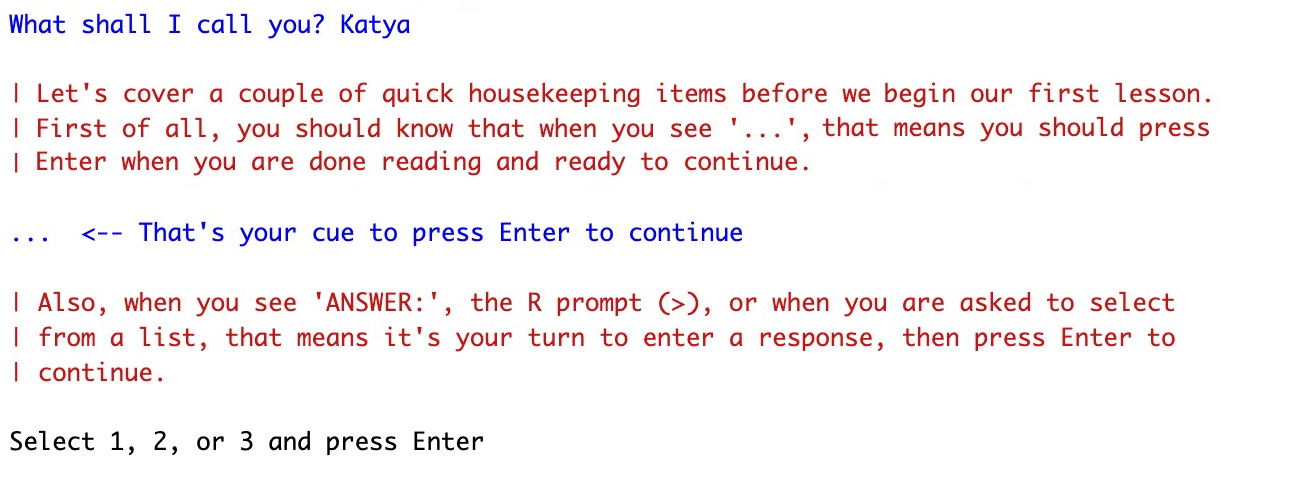 What shall I call you? Katya
| Let's cover a couple of quick housekeeping items before we begin our first lesson.
| First of all, you should know that when you see '...', that means you should press
| Enter when you are done reading and ready to continue.
...  <-- That's your cue to press Enter to continue
| Also, when you see 'ANSWER:', the R prompt (>), or when you are asked to select
| from a list, that means it's your turn to enter a response, then press Enter to
| continue.
Select 1, 2, or 3 and press Enter